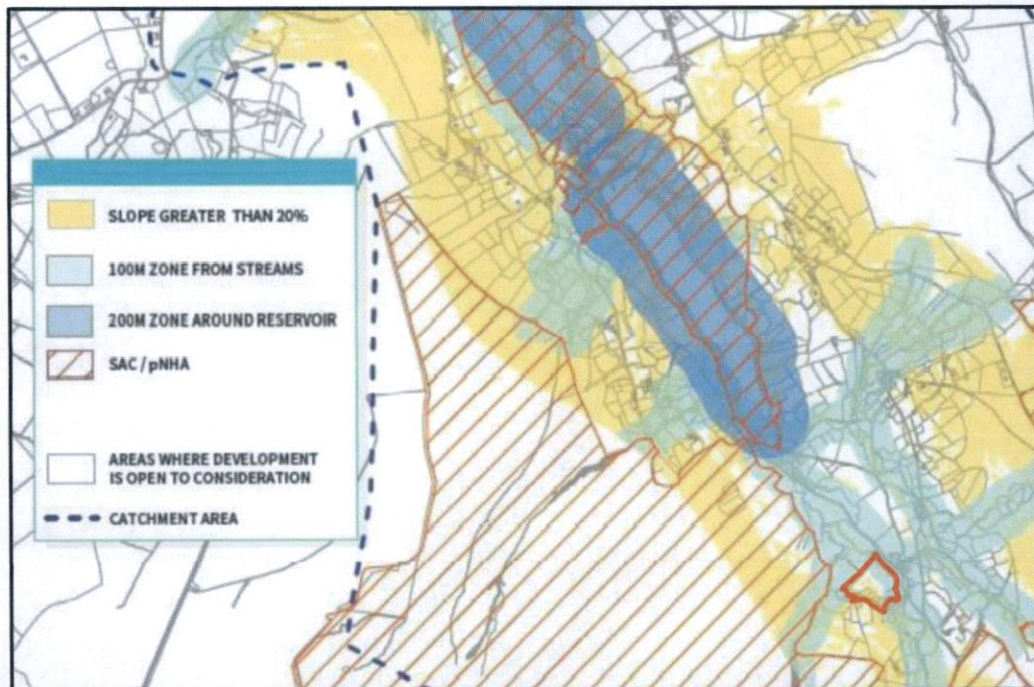 SLOPE GREATER THAN 20%
100M ZONE FROM STREAMS
200M ZONE AROUND RESERVOIR
SAC / pNHA
AREAS WHERE DEVELOPMENT
IS OPEN TO CONSIDERATION
CATCHMENT AREA